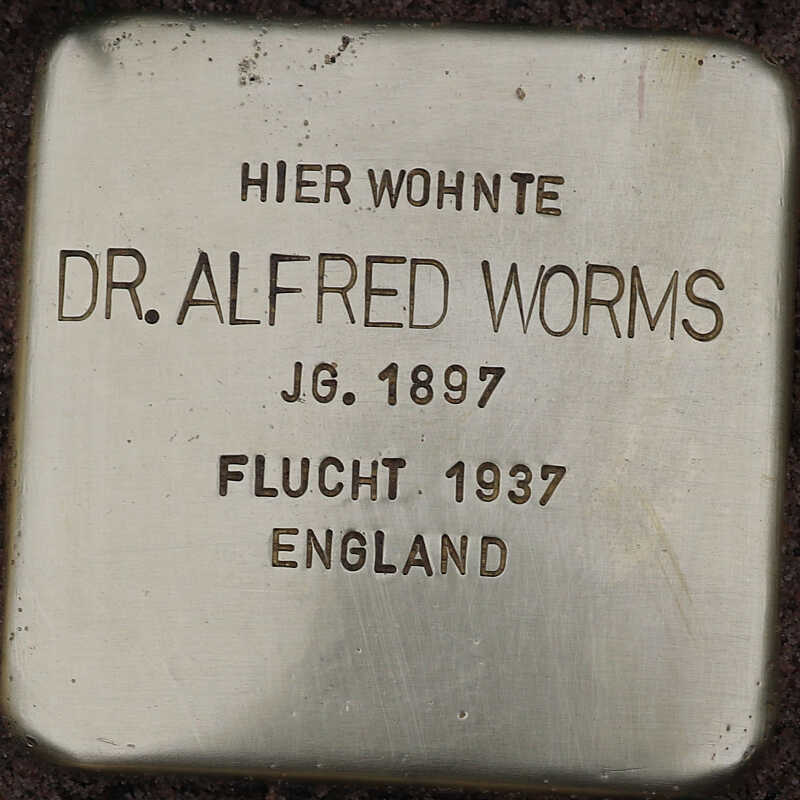 HIER WOHNTE
DR. ALFRED WORMS
JG. 1897
FLUCHT 1937
ENGLAND